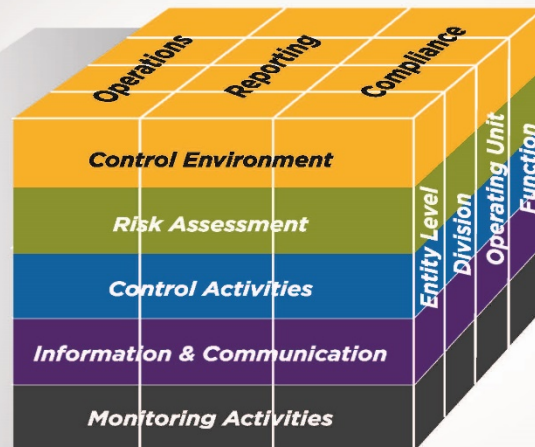 Operations
Reporting
Compliance
Control Environment
Risk Assessment
Control Activities
Information & Communication
Monitoring Activities
Entity Level
Division
Operating Unit
Function